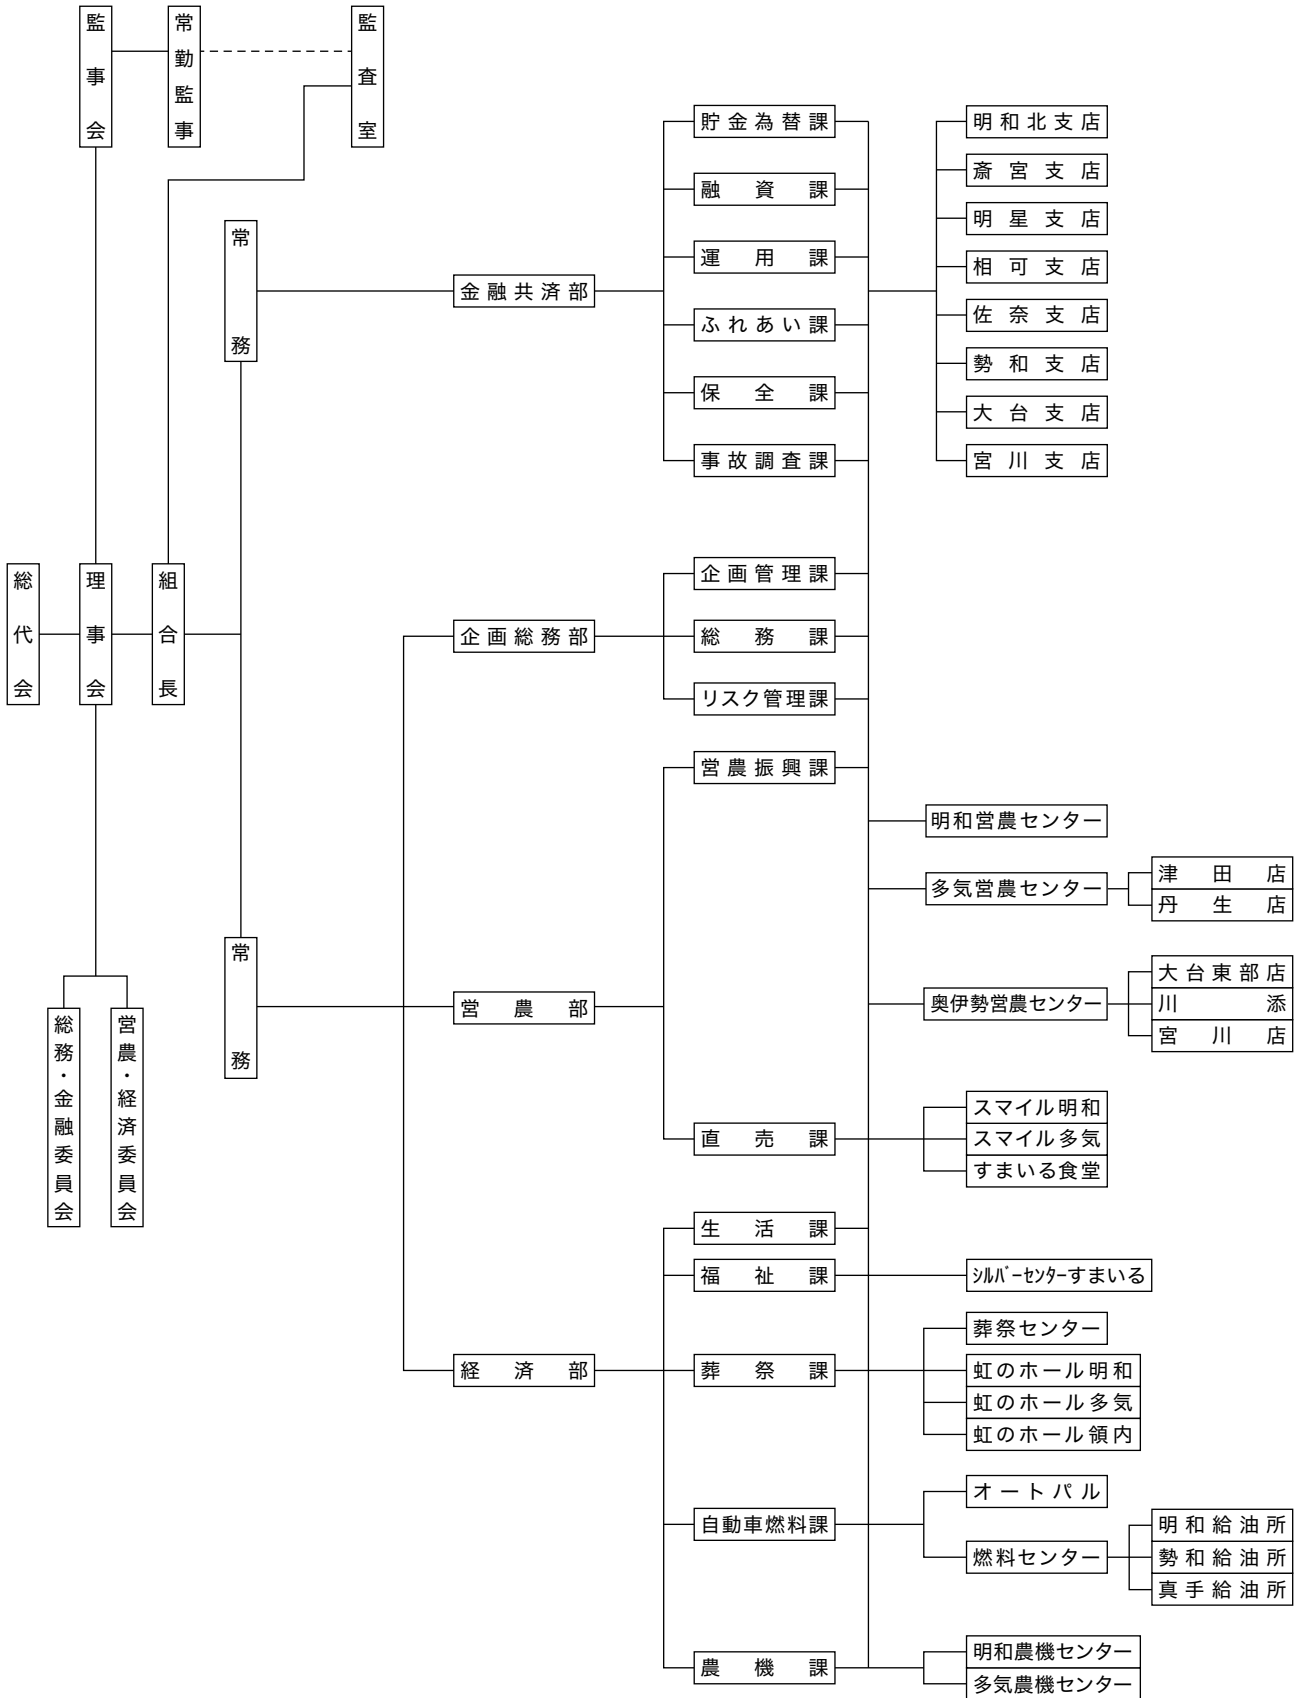 監事会
常勤監事
監査室
総代会
理事会
組合長
総務・金融委員会
営農・経済委員会
常務
常務
金融共済部
貯金為替課
融資課
運用課
ふれあい課
保全課
事故調査課
明和北支店
斎宮支店
明星支店
相可支店
佐奈支店
勢和支店
大台支店
宮川支店
企画総務部
企画管理課
総務課
リスク管理課
営農部
営農振興課
明和営農センター
多気営農センター
津田店
丹生店
奥伊勢営農センター
大台東部店
川添
宮川店
直売課
スマイル明和
スマイル多気
すまいる食堂
経済部
生活課
福祉課
シルバーセンターすまいる
葬祭課
葬祭センター
虹のホール明和
虹のホール多気
虹のホール領内
自動車燃料課
オートパル
燃料センター
明和給油所
勢和給油所
真手給油所
農機課
明和農機センター
多気農機センター